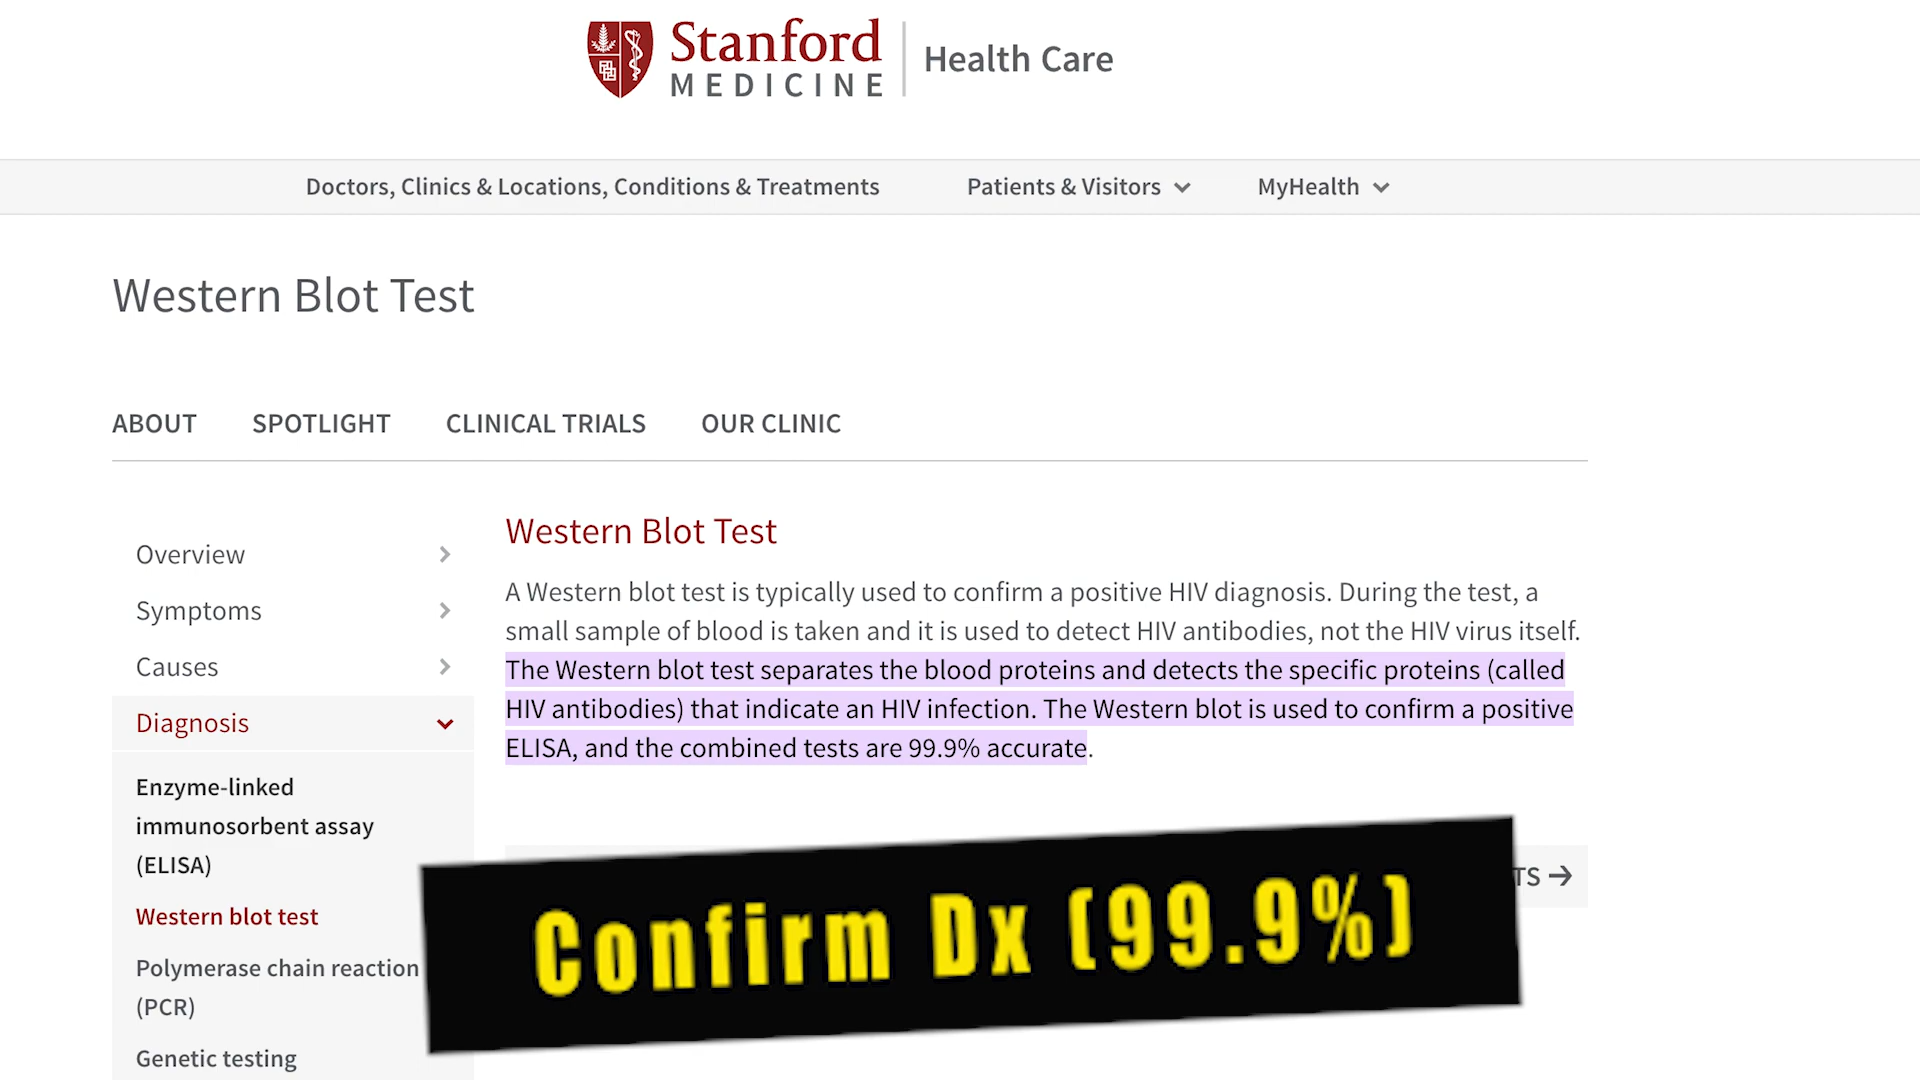 Stanford
MEDICINE
Health Care
Doctors, Clinics & Locations, Conditions & Treatments
Patients & Visitors
MyHealth
Western Blot Test
ABOUT
SPOTLIGHT
CLINICAL TRIALS
OUR CLINIC
Overview
Symptoms
Causes
Diagnosis
Enzyme-linked
immunosorbent assay
(ELISA)
Western blot test
Polymerase chain reaction
(PCR)
Genetic testing
Western Blot Test
A Western blot test is typically used to confirm a positive HIV diagnosis. During the test, a
small sample of blood is taken and it is used to detect HIV antibodies, not the HIV virus itself.
The Western blot test separates the blood proteins and detects the specific proteins (called
HIV antibodies) that indicate an HIV infection. The Western blot is used to confirm a positive
ELISA, and the combined tests are 99.9% accurate.
Confirm Dx (99.9%)